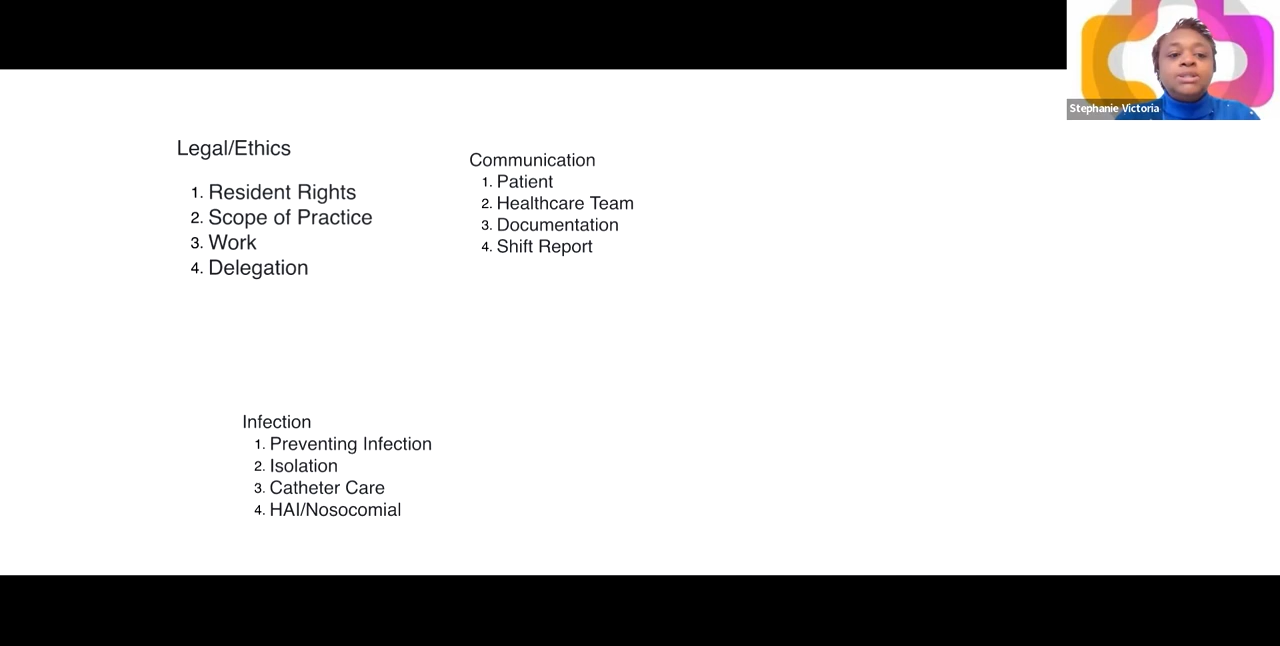 Stephanie Victoria
Legal/Ethics
1. Resident Rights
2. Scope of Practice
3. Work
4. Delegation
Communication
1. Patient
2. Healthcare Team
3. Documentation
4. Shift Report
Infection
1. Preventing Infection
2. Isolation
3. Catheter Care
4. HAI/Nosocomial